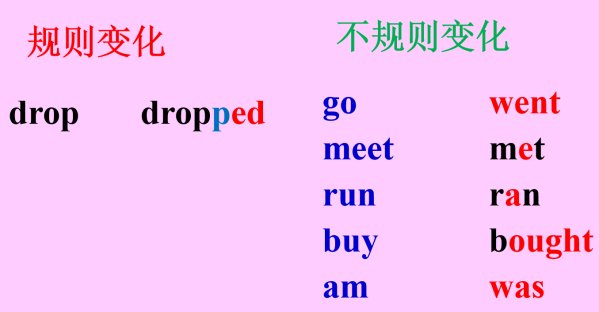 规则变化
drop dropped
不规则变化
go went
meet met
run ran
buy bought
am was